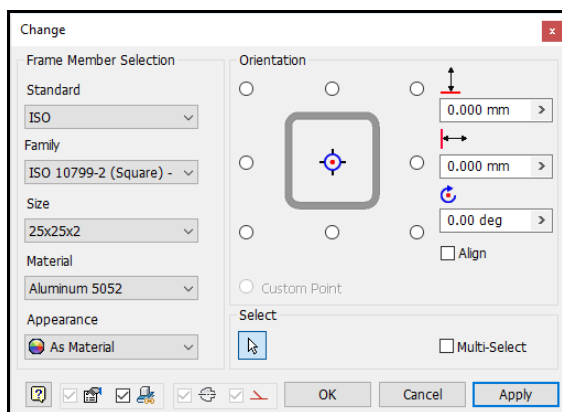 Change
x
Frame Member Selection
Standard
ISO
Family
ISO 10799-2 (Square) -
Size
25x25x2
Material
Aluminum 5052
Appearance
As Material
Orientation
0.000 mm >
0.000 mm >
0.00 deg >
Align
Custom Point
Select
Multi-Select
?
OK
Cancel
Apply